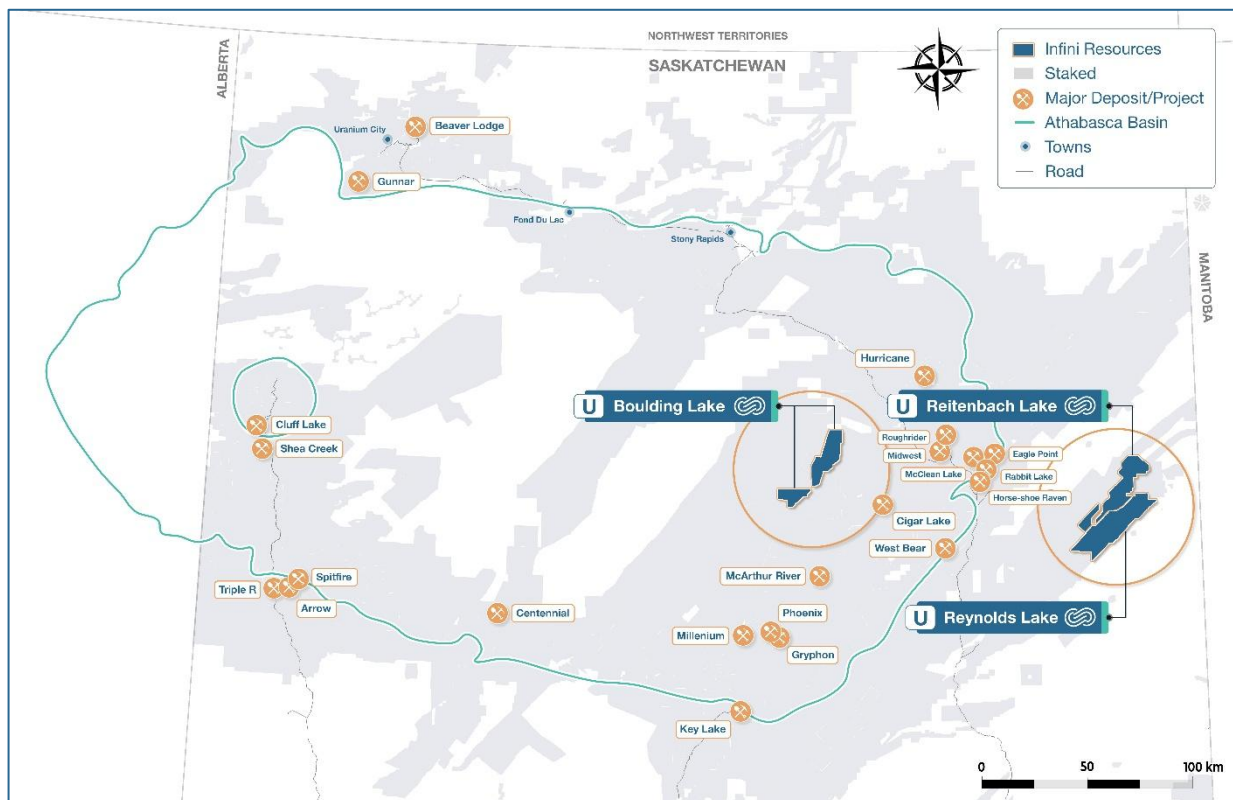 NORTHWEST TERRITORIES
SASKATCHEWAN
ALBERTA
MANITOBA
Infini Resources
Staked
Major Deposit/Project
Athabasca Basin
Towns
Road
Uranium City
Beaver Lodge
Gunnar
Fond Du Lac
Stony Rapids
Hurricane
U Boulding Lake
U Reitenbach Lake
Cluff Lake
Shea Creek
Roughrider
Midwest
Eagle Point
McClean Lake
Rabbit Lake
Horse-shoe Raven
Cigar Lake
West Bear
McArthur River
Spitfire
Triple R
Arrow
Centennial
Phoenix
Millenium
Gryphon
U Reynolds Lake
Key Lake
0 50 100 km